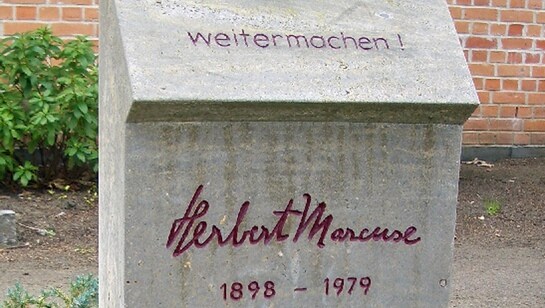 weitermachen!
Herbert Marcuse
1898 - 1979